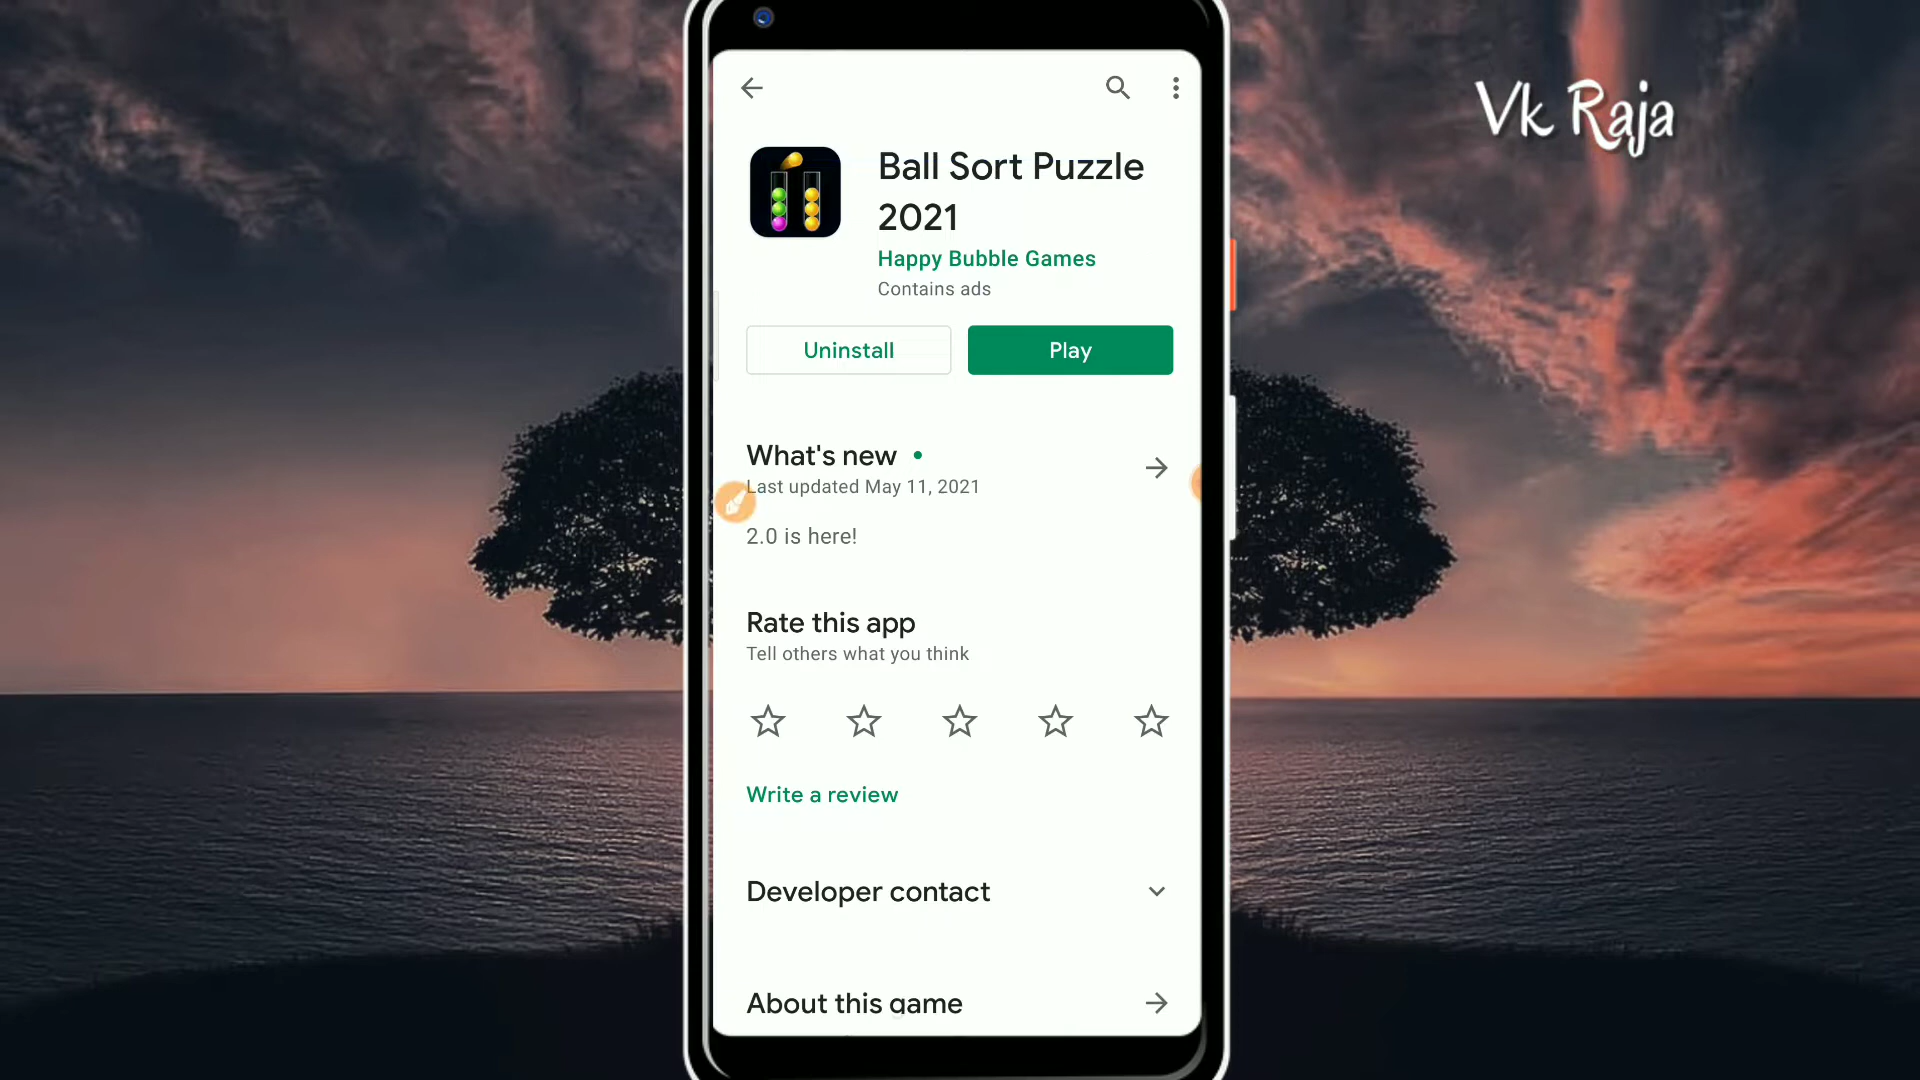 Vk Raja
Ball Sort Puzzle
2021
Happy Bubble Games
Contains ads
Uninstall
Play
What's new
Last updated May 11, 2021
2.0 is here!
Rate this app
Tell others what you think
Write a review
Developer contact
About this game